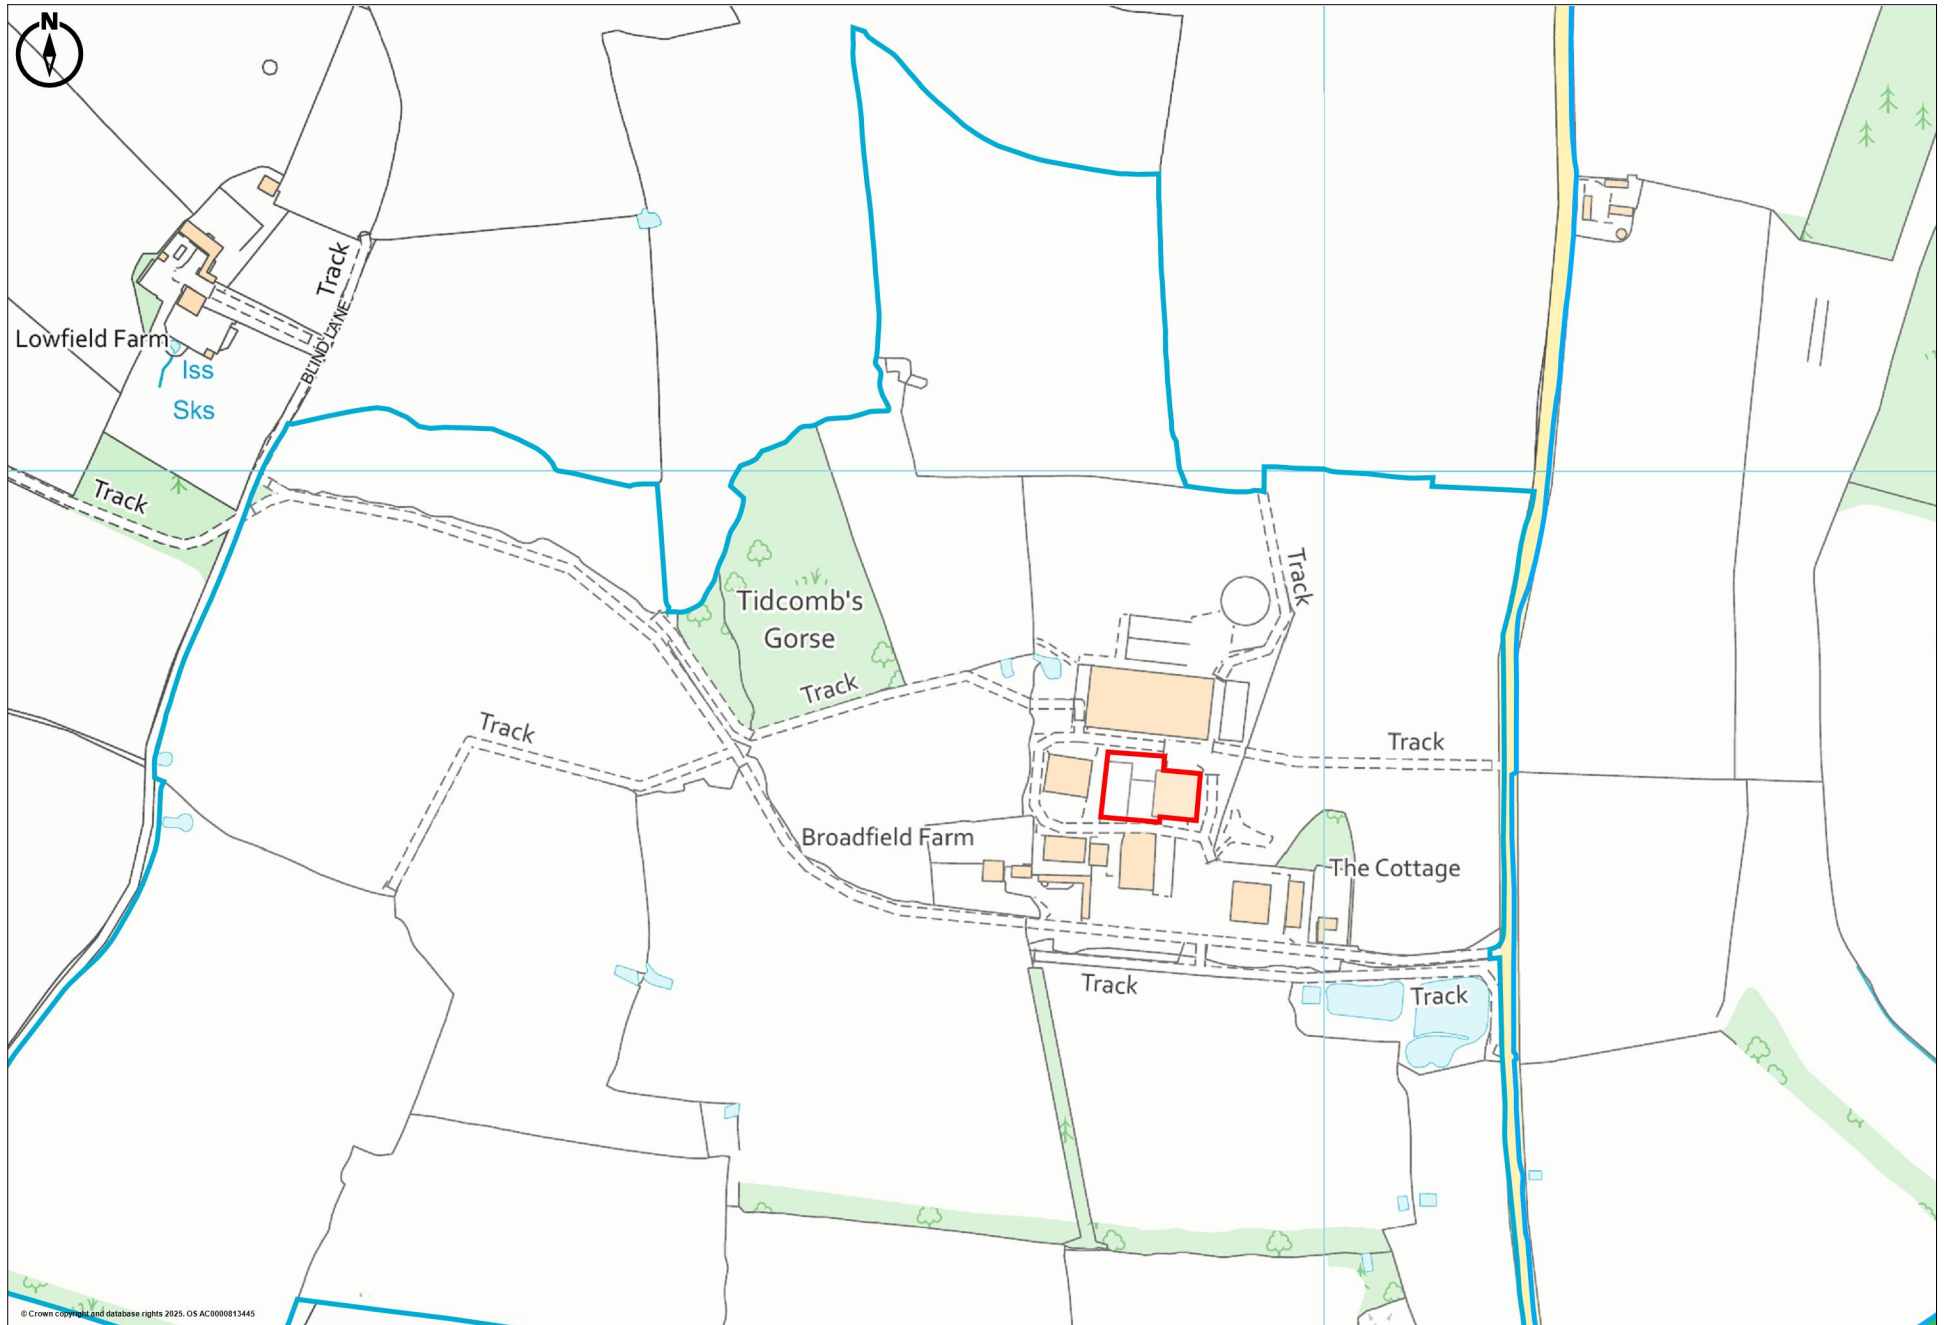 N
Track
BLIND LANE
Lowfield Farm
Iss
Sks
Track
Track
Tidcomb's
Gorse
Track
Track
Track
Broadfield Farm
The Cottage
Track
Track
© Crown copyright and database rights 2025. OS AC0000813445